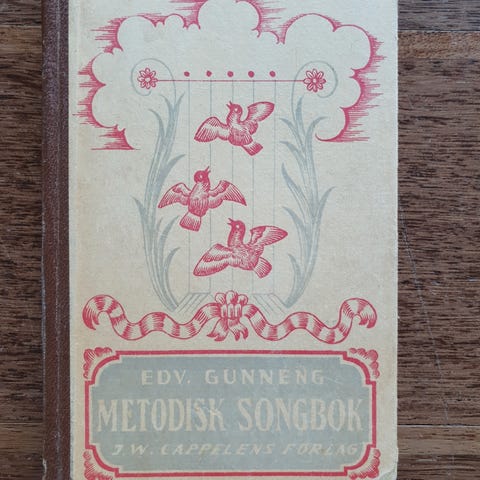 EDV. GUNNENG
METODISK SONGBOK
J.W. CAPPELENS FORLAG